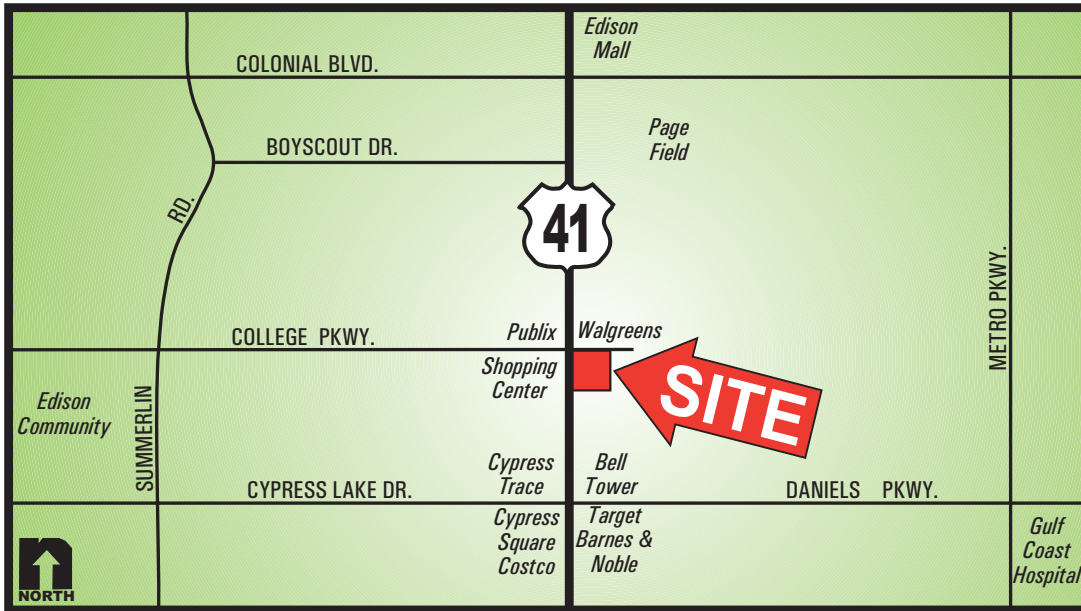 Edison
Mall
COLONIAL BLVD.
Page
Field
BOYSCOUT DR.
RD.
41
METRO PKWY.
Publix
Walgreens
COLLEGE PKWY.
Shopping
Center
SITE
Edison
Community
SUMMERLIN
Cypress
Trace
Bell
Tower
CYPRESS LAKE DR.
DANIELS PKWY.
Cypress
Square
Costco
Target
Barnes &
Noble
Gulf
Coast
Hospital
n
NORTH